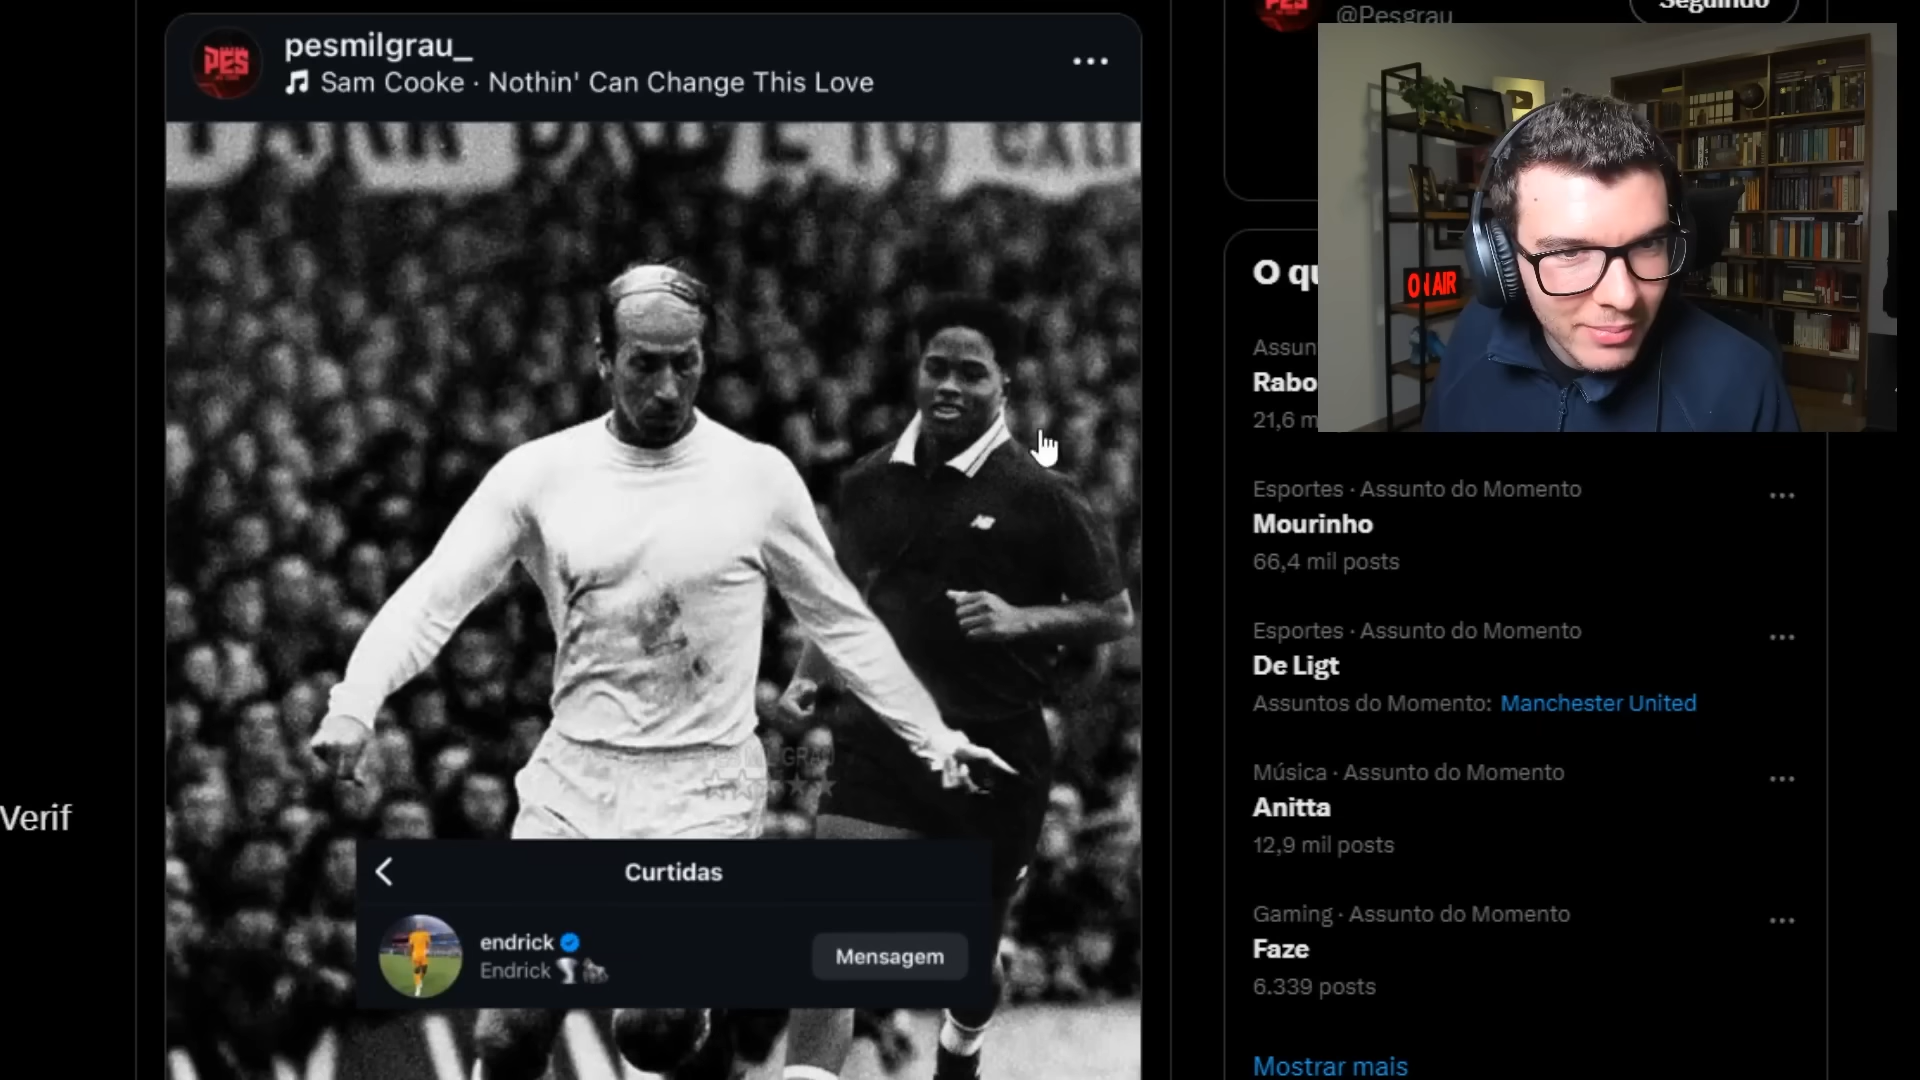 PES
pesmilgrau_
Sam Cooke · Nothin' Can Change This Love
Curtidas
endrick
Endrick
Mensagem
Verif
@Pesgrau
Seguindo
ON AIR
O qu
Assun
Rabo
21,6 m
Esportes · Assunto do Momento
Mourinho
66,4 mil posts
Esportes · Assunto do Momento
De Ligt
Assuntos do Momento: Manchester United
Música · Assunto do Momento
Anitta
12,9 mil posts
Gaming · Assunto do Momento
Faze
6.339 posts
Mostrar mais